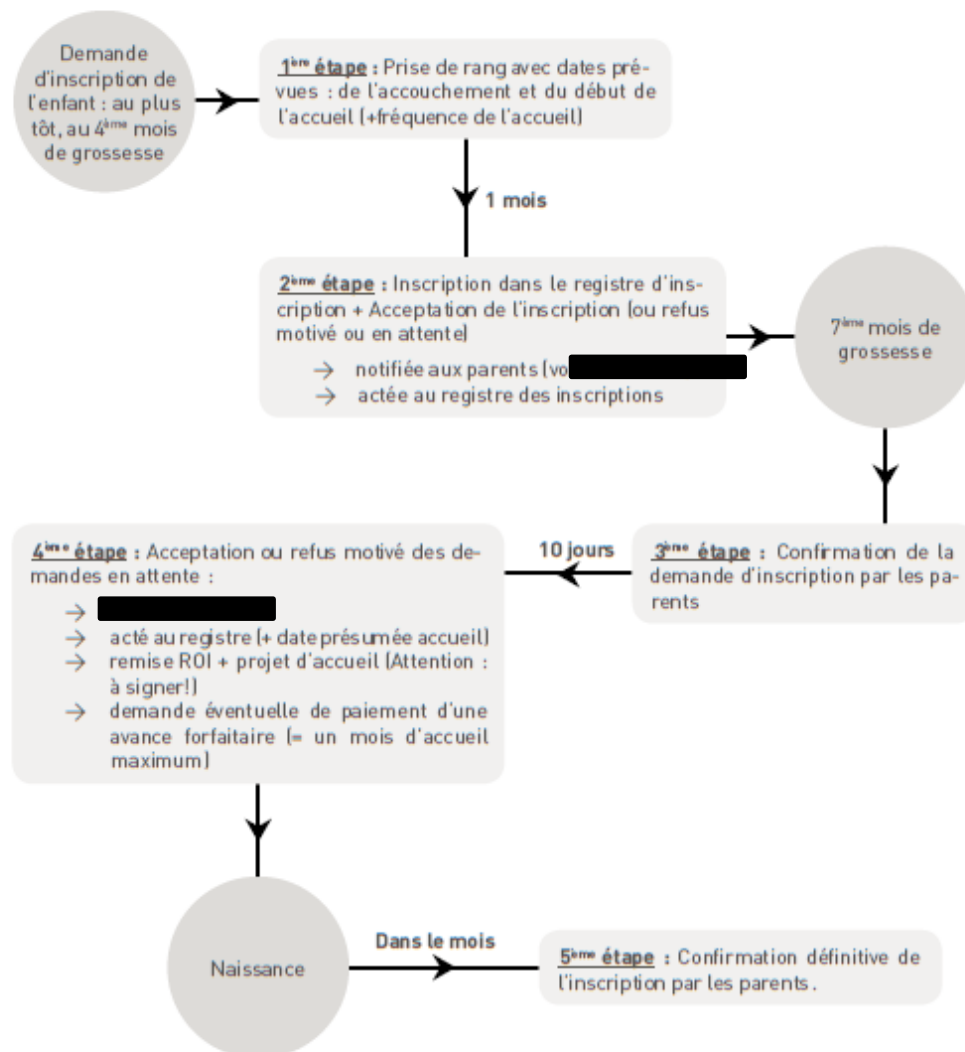 Demande
d'inscription de
l'enfant : au plus
tôt, au 4ème mois
de grossesse
1ère étape : Prise de rang avec dates pré-
vues : de l'accouchement et du début de
l'accueil (+fréquence de l'accueil)
1 mois
2ème étape : Inscription dans le registre d'ins-
cription + Acceptation de l'inscription (ou refus
motivé ou en attente)
→ notifiée aux parents (vo
→ actée au registre des inscriptions
7ème mois de
grossesse
3ème étape : Confirmation de la
demande d'inscription par les pa-
rents
10 jours
4ème étape : Acceptation ou refus motivé des de-
mandes en attente :
→
→ acté au registre (+ date présumée accueil)
→ remise ROI + projet d'accueil (Attention :
à signer!)
→ demande éventuelle de paiement d'une
avance forfaitaire (= un mois d'accueil
maximum)
Naissance
Dans le mois
5ème étape : Confirmation définitive de
l'inscription par les parents.